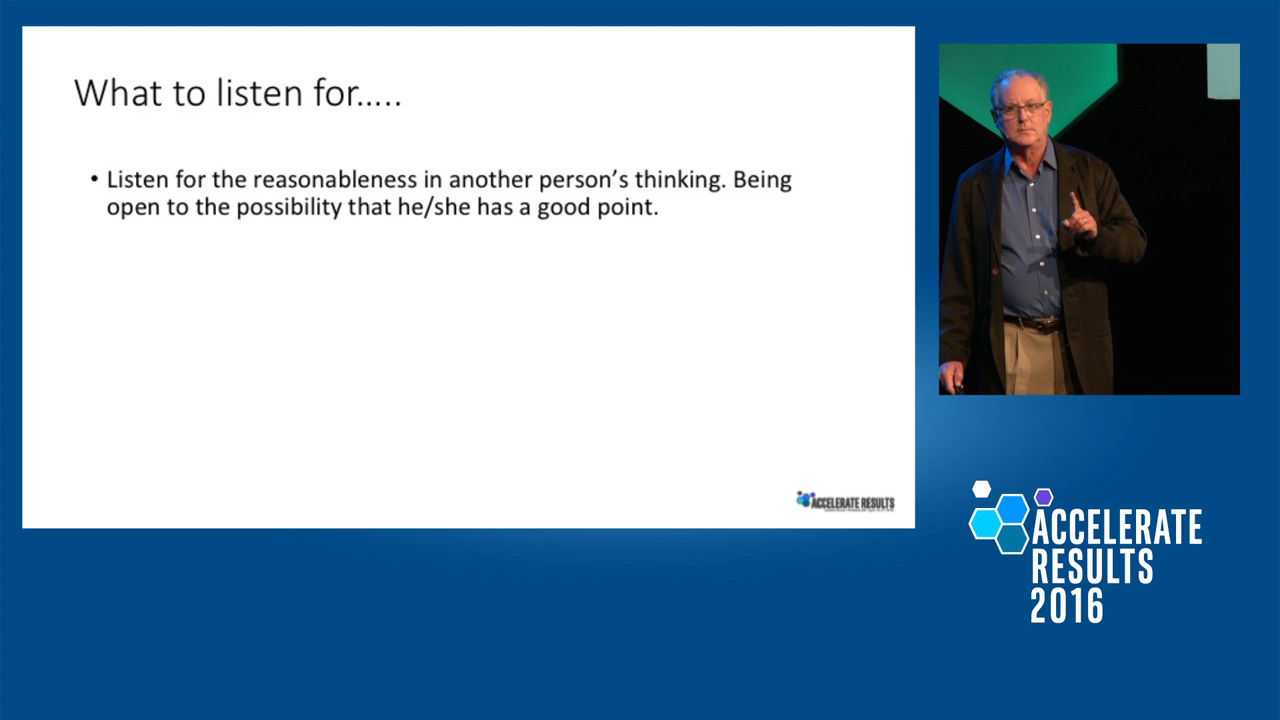 What to listen for.....
• Listen for the reasonableness in another person's thinking. Being
open to the possibility that he/she has a good point.
ACCELERATE RESULTS
ACCELERATE
RESULTS
2016